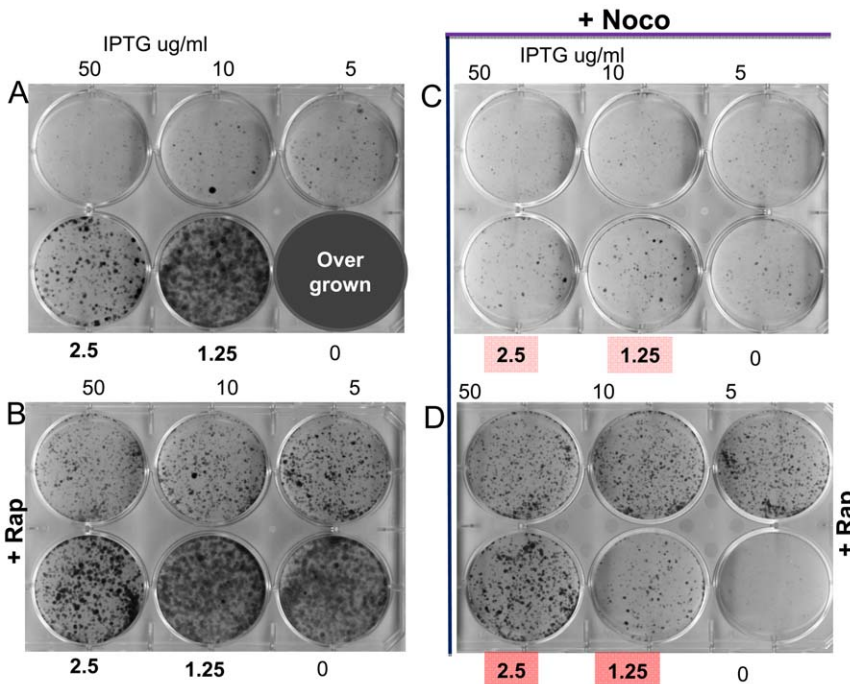 + Noco
IPTG ug/ml
50 10 5
A
Over
grown
2.5 1.25 0
IPTG ug/ml
50 10 5
C
2.5 1.25 0
50 10 5
B
+ Rap
2.5 1.25 0
50 10 5
D
+ Rap
2.5 1.25 0